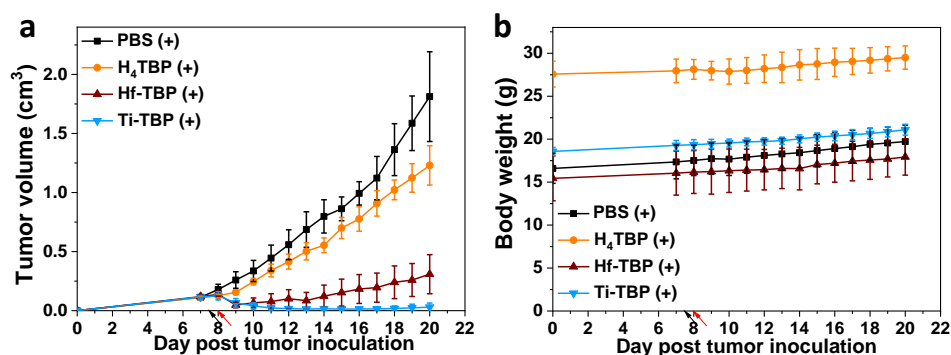 a
PBS (+)
H₄TBP (+)
Hf-TBP (+)
Ti-TBP (+)
Tumor volume (cm³)
2.0
1.5
1.0
0.5
0.0
0 2 4 6 8 10 12 14 16 18 20 22
Day post tumor inoculation
b
Body weight (g)
30
25
20
15
10
5
0
PBS (+)
H₄TBP (+)
Hf-TBP (+)
Ti-TBP (+)
0 2 4 6 8 10 12 14 16 18 20 22
Day post tumor inoculation